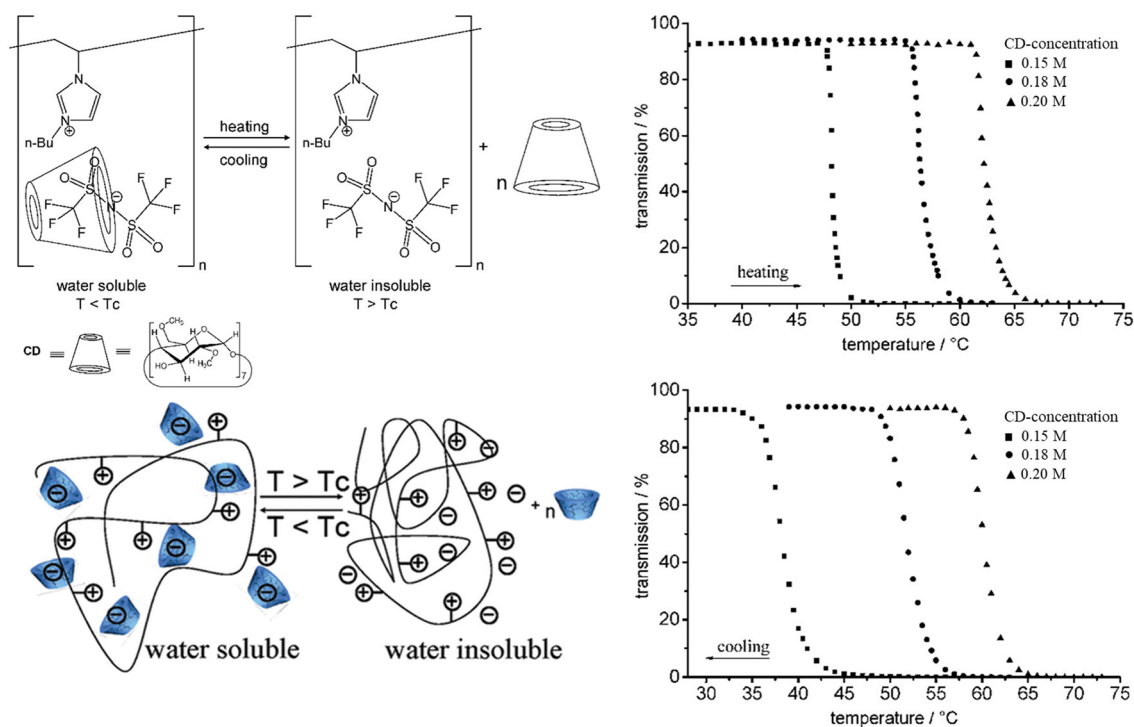 N
N
⊕
n-Bu
O
O
S
F
F
F
F
F
F
N
⊖
S
O
O
n
heating
cooling
N
N
⊕
n-Bu
O
O
S
F
F
F
N
⊖
F
F
F
S
O
O
n
+
n
water soluble
T < Tc
water insoluble
T > Tc
CD ≡ ≡
OCH₃
H
H
O
H
HO
H
H₃C
O
H
O
7
⊕
⊖
T > Tc
T < Tc
+ n
water soluble
water insoluble
100
80
60
40
20
0
transmission / %
CD-concentration
■ 0.15 M
● 0.18 M
▲ 0.20 M
heating
35 40 45 50 55 60 65 70 75
temperature / °C
100
80
60
40
20
0
transmission / %
CD-concentration
■ 0.15 M
● 0.18 M
▲ 0.20 M
cooling
30 35 40 45 50 55 60 65 70 75
temperature / °C